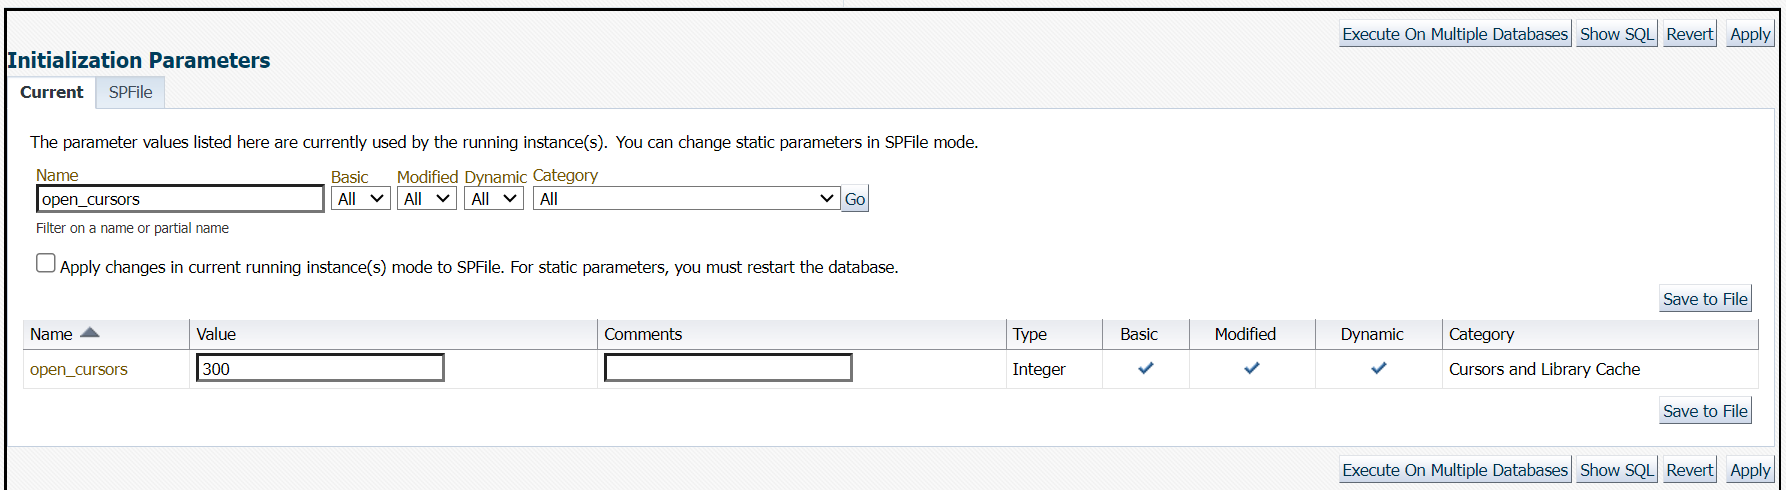 Execute On Multiple Databases Show SQL Revert Apply
Initialization Parameters
Current SPFile
The parameter values listed here are currently used by the running instance(s). You can change static parameters in SPFile mode.
Name Basic Modified Dynamic Category
open_cursors All All All All Go
Filter on a name or partial name
Apply changes in current running instance(s) mode to SPFile. For static parameters, you must restart the database.
Save to File
Name Value Comments Type Basic Modified Dynamic Category
open_cursors 300 Integer Cursors and Library Cache
Save to File
Execute On Multiple Databases Show SQL Revert Apply